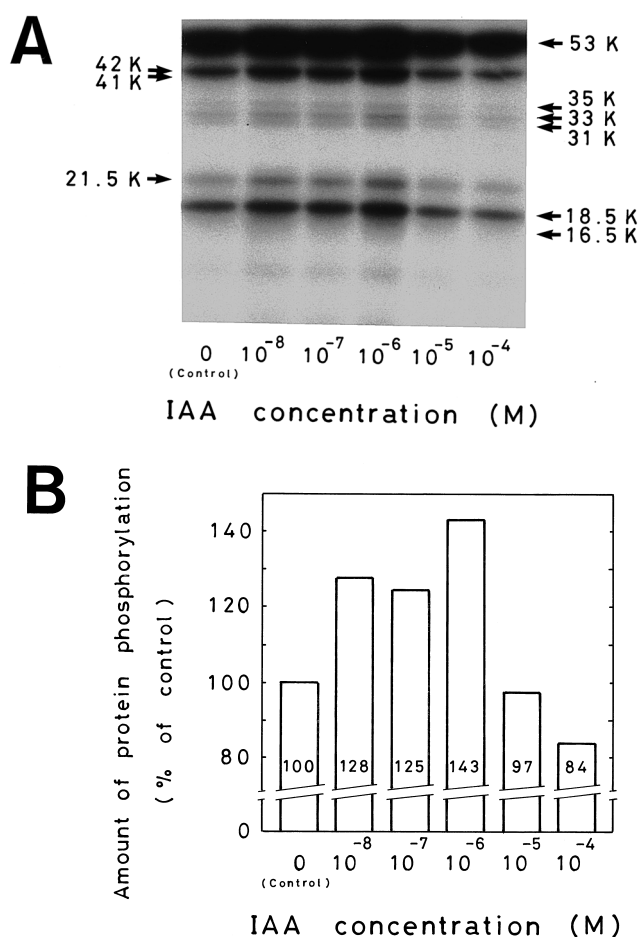 A
42 K
41 K
21.5 K
53 K
35 K
33 K
31 K
18.5 K
16.5 K
0 10⁻⁸ 10⁻⁷ 10⁻⁶ 10⁻⁵ 10⁻⁴
(Control)
IAA concentration (M)
B
Amount of protein phosphorylation
(% of control)
140
120
100
80
0
100 128 125 143 97 84
0 10⁻⁸ 10⁻⁷ 10⁻⁶ 10⁻⁵ 10⁻⁴
(Control)
IAA concentration (M)